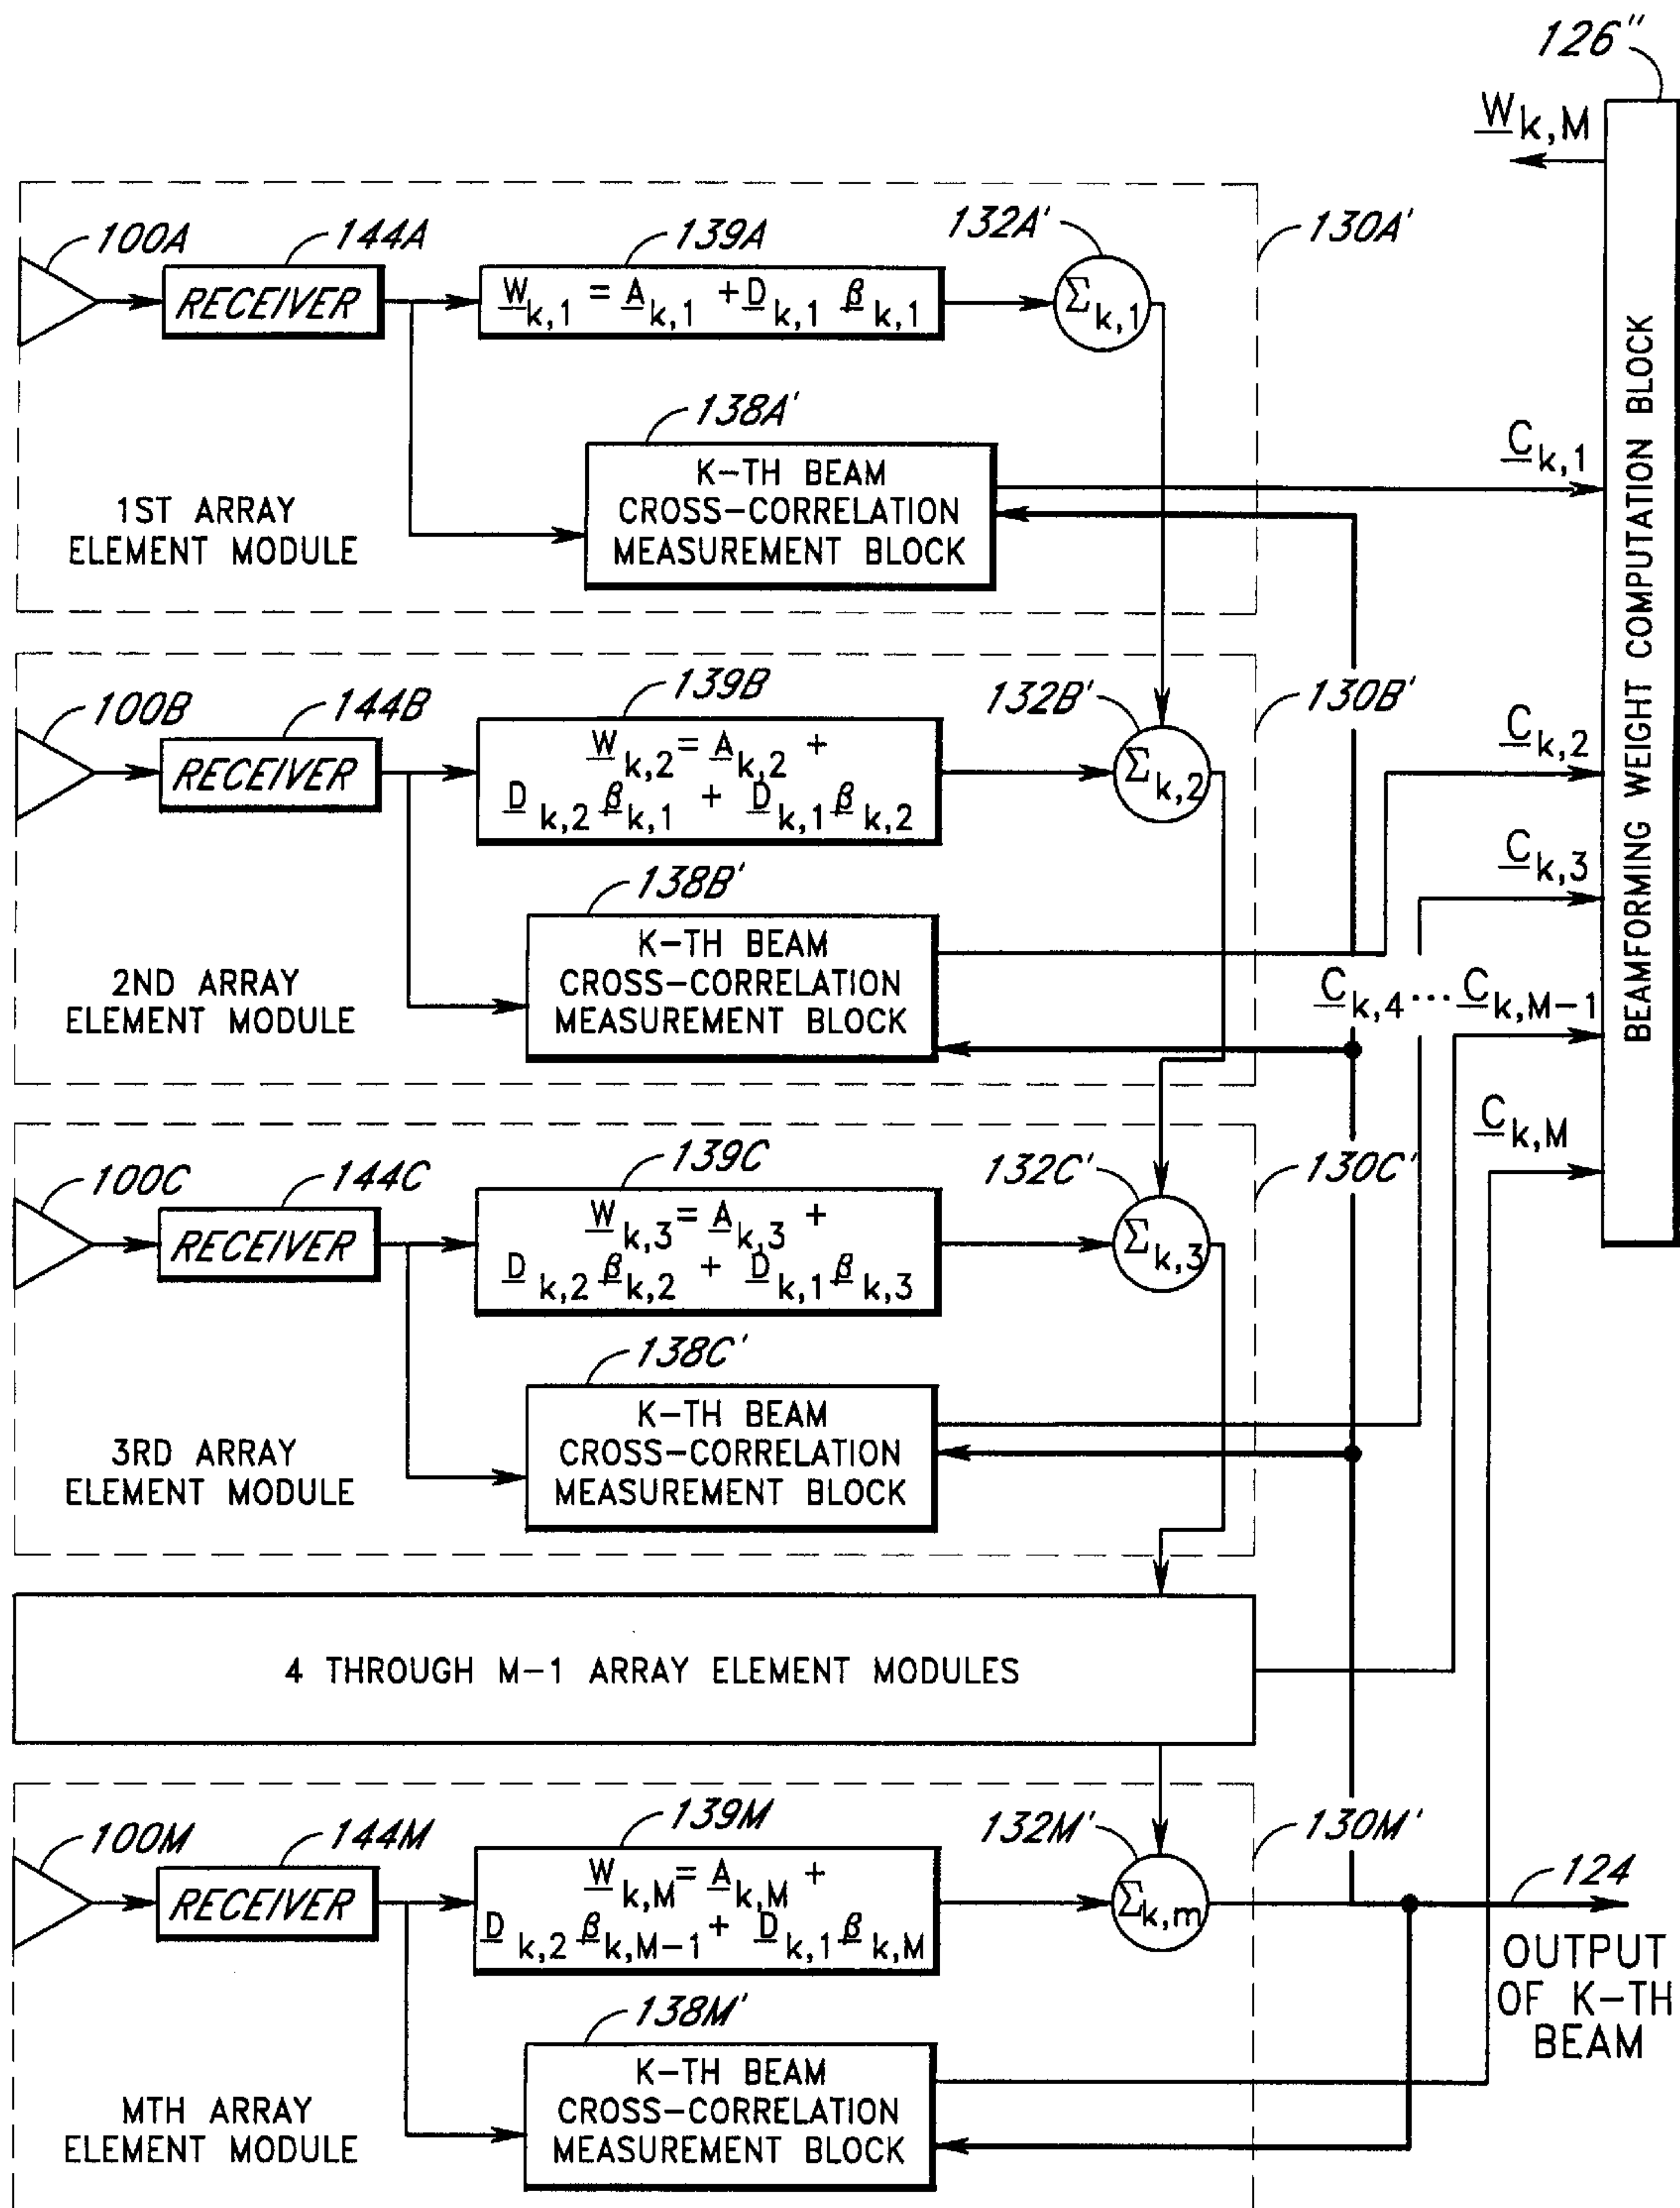 126''
W̲k,M
100A
144A
139A
132A'
130A'
RECEIVER
W̲k,1 = A̲k,1 + D̲k,1 β̲k,1
Σk,1
138A'
K-TH BEAM
CROSS-CORRELATION
MEASUREMENT BLOCK
1ST ARRAY
ELEMENT MODULE
C̲k,1
BEAMFORMING WEIGHT COMPUTATION BLOCK
100B
144B
139B
132B'
130B'
RECEIVER
W̲k,2 = A̲k,2 +
D̲k,2 β̲k,1 + D̲k,1 β̲k,2
Σk,2
C̲k,2
138B'
K-TH BEAM
CROSS-CORRELATION
MEASUREMENT BLOCK
2ND ARRAY
ELEMENT MODULE
C̲k,3
C̲k,4 ... C̲k,M-1
C̲k,M
100C
144C
139C
132C'
130C'
RECEIVER
W̲k,3 = A̲k,3 +
D̲k,2 β̲k,2 + D̲k,1 β̲k,3
Σk,3
138C'
K-TH BEAM
CROSS-CORRELATION
MEASUREMENT BLOCK
3RD ARRAY
ELEMENT MODULE
4 THROUGH M-1 ARRAY ELEMENT MODULES
100M
144M
139M
132M'
130M'
124
RECEIVER
W̲k,M = A̲k,M +
D̲k,2 β̲k,M-1 + D̲k,1 β̲k,M
Σk,m
OUTPUT
OF K-TH
BEAM
138M'
K-TH BEAM
CROSS-CORRELATION
MEASUREMENT BLOCK
MTH ARRAY
ELEMENT MODULE